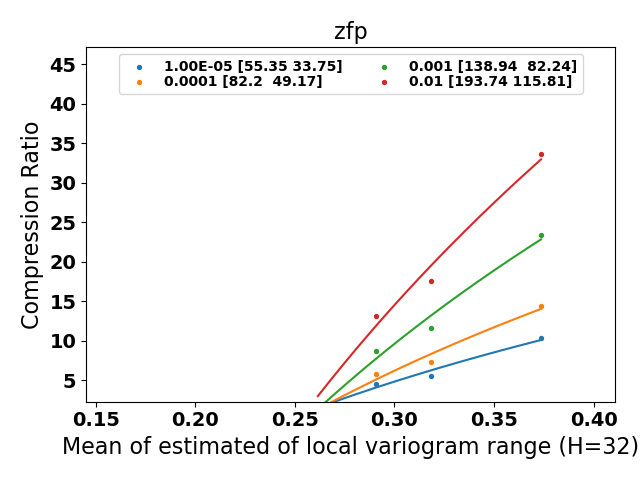 zfp
1.00E-05 [55.35 33.75]
0.0001 [82.2  49.17]
0.001 [138.94  82.24]
0.01 [193.74 115.81]
Compression Ratio
45
40
35
30
25
20
15
10
5
0.15 0.20 0.25 0.30 0.35 0.40
Mean of estimated of local variogram range (H=32)